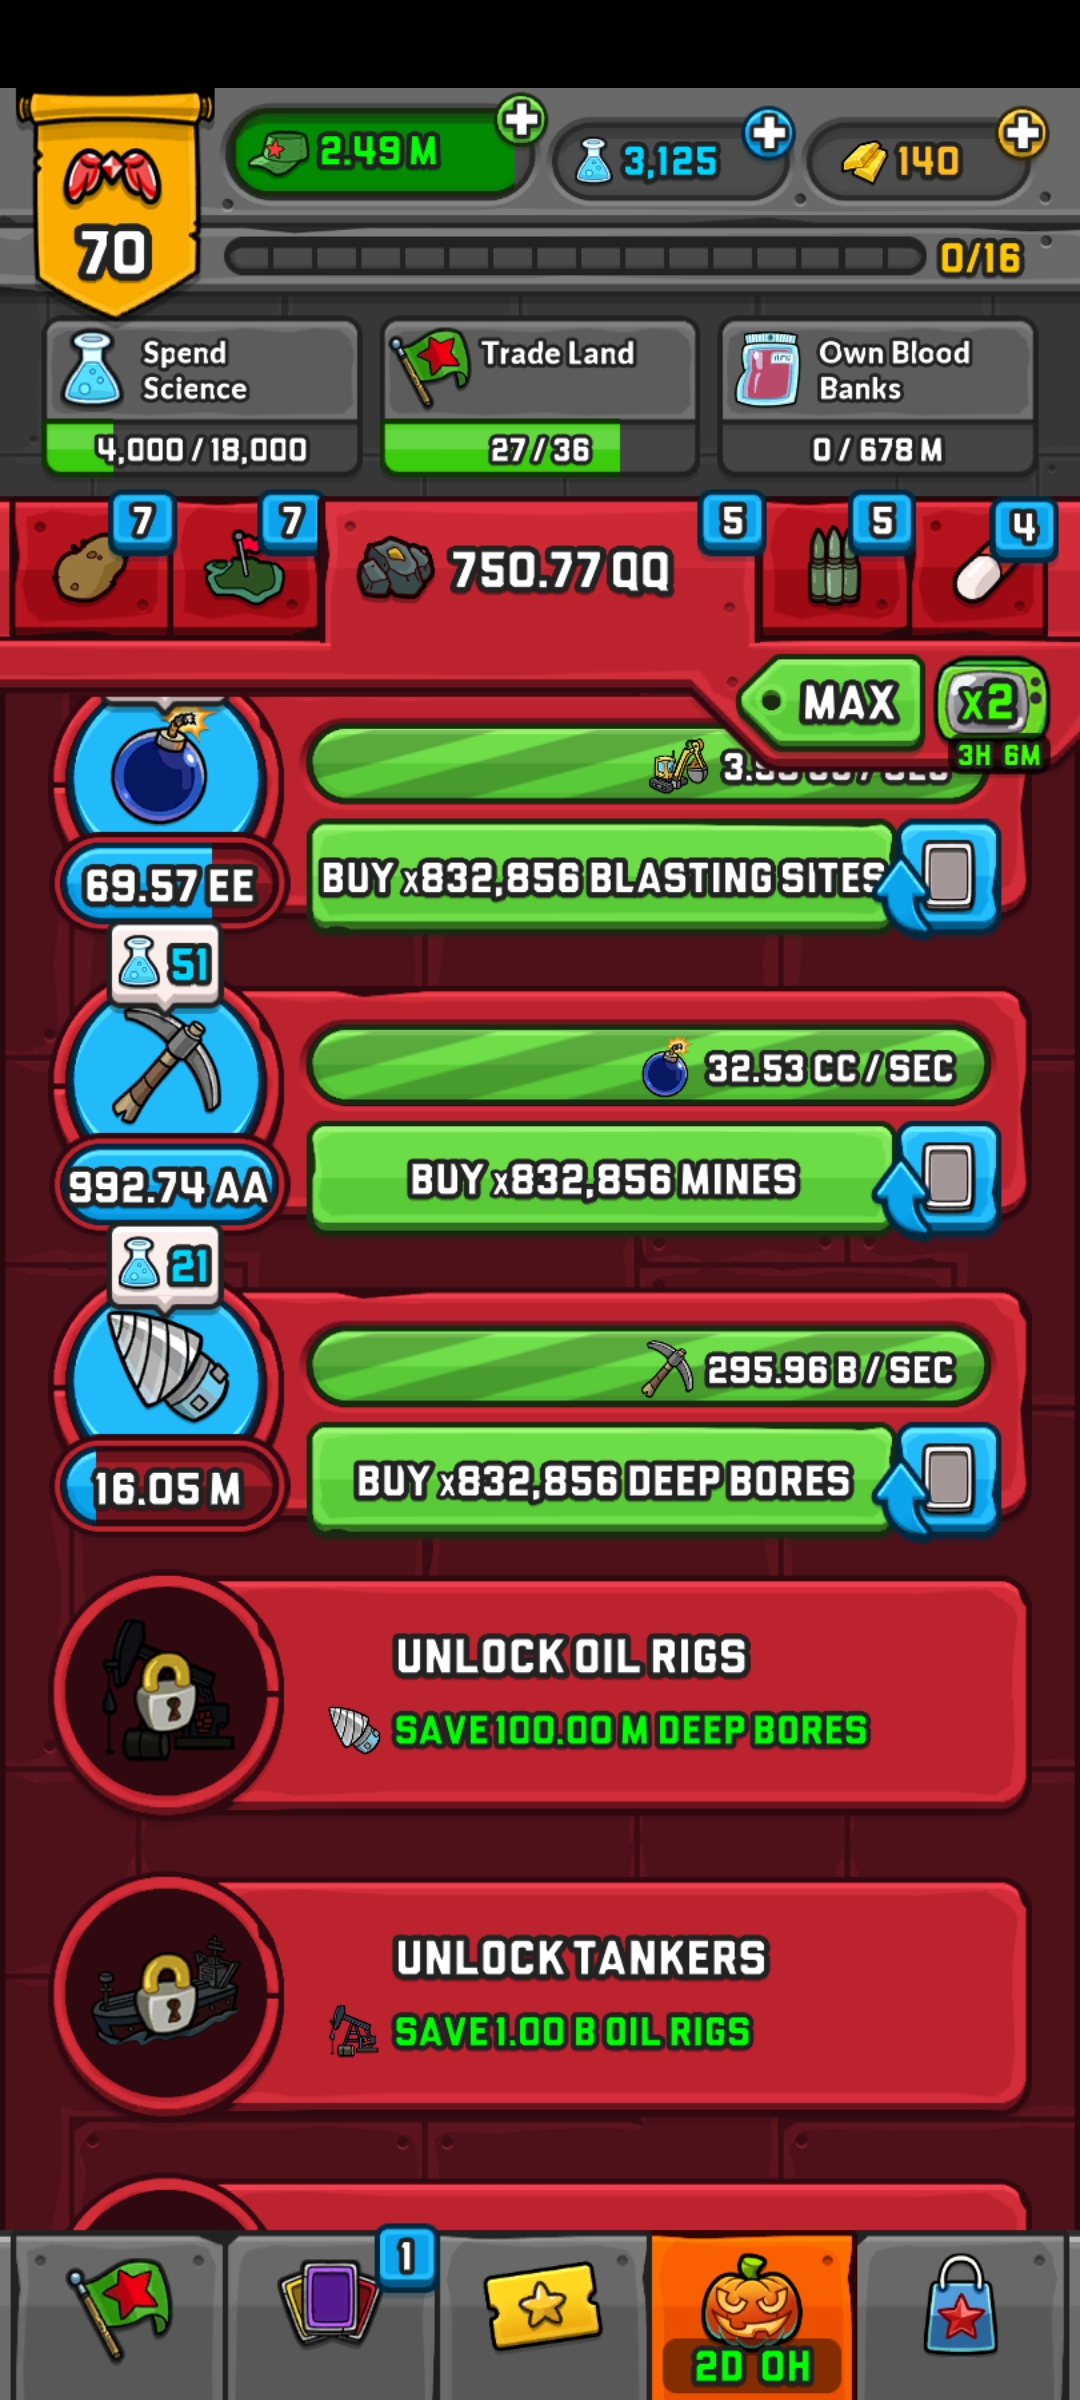 2.49 M
3,125
140
70
0/16
Spend
Science
4,000 / 18,000
Trade Land
27 / 36
Own Blood
Banks
0 / 678 M
7
7
750.77 QQ
5
5
4
MAX
x2
3H 6M
BUY x832,856 BLASTING SITES
69.57 EE
51
32.53 CC / SEC
BUY x832,856 MINES
992.74 AA
21
295.96 B / SEC
BUY x832,856 DEEP BORES
16.05 M
UNLOCK OIL RIGS
SAVE 100.00 M DEEP BORES
UNLOCK TANKERS
SAVE 1.00 B OIL RIGS
1
2D 0H